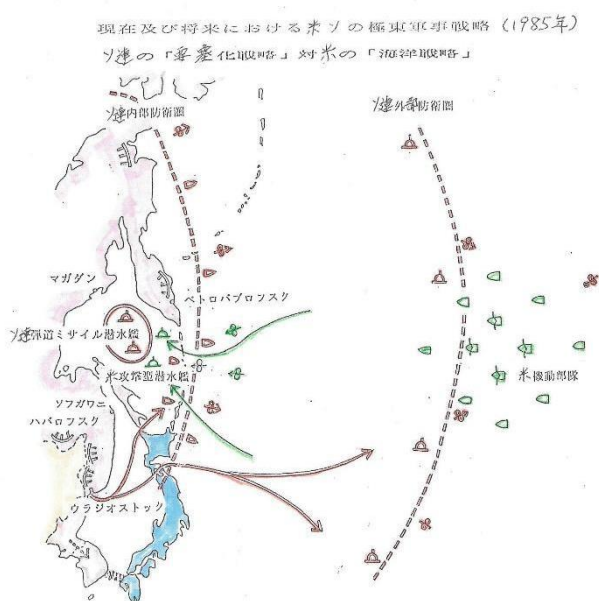 現在及び将来における米ソの極東軍事戦略 (1985年)
ソ連の「要塞化戦略」対米の「海洋戦略」
ソ連内部防衛圏
ソ連外部防衛圏
マガダン
ペトロパブロフスク
ソ連弾道ミサイル潜水艦
米攻撃型潜水艦
米機動部隊
ソフガワニ
ハバロフスク
ウラジオストック